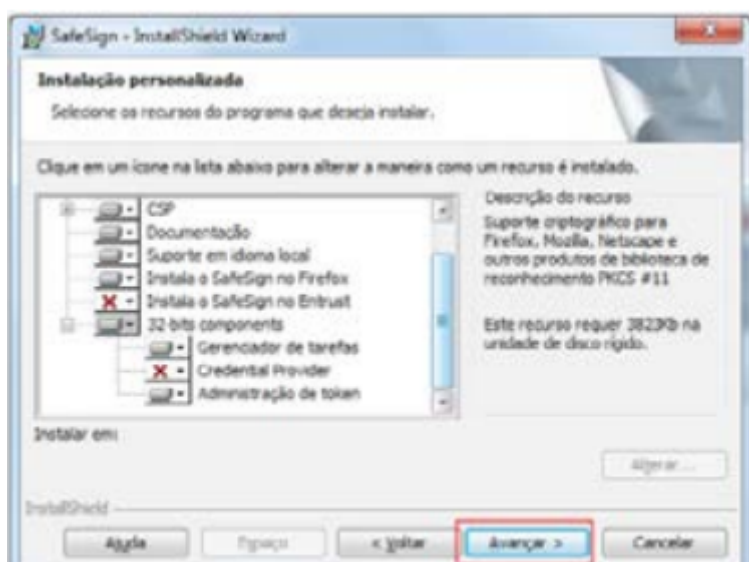 SafeSign - InstallShield Wizard
Instalação personalizada
Selecione os recursos do programa que deseja instalar.
Clique em um ícone na lista abaixo para alterar a maneira como um recurso é instalado.
CSP
Documentação
Suporte em idioma local
Instala o SafeSign no Firefox
Instala o SafeSign no Entrust
32-bits components
Gerenciador de tarefas
Credential Provider
Administração de token
Descrição do recurso
Suporte criptográfico para
Firefox, Mozilla, Netscape e
outros produtos de biblioteca de
reconhecimento PKCS #11
Este recurso requer 3823Kb na
unidade de disco rígido.
Instalar em:
Alterar...
InstallShield
Ajuda
Espaço
< Voltar
Avançar >
Cancelar